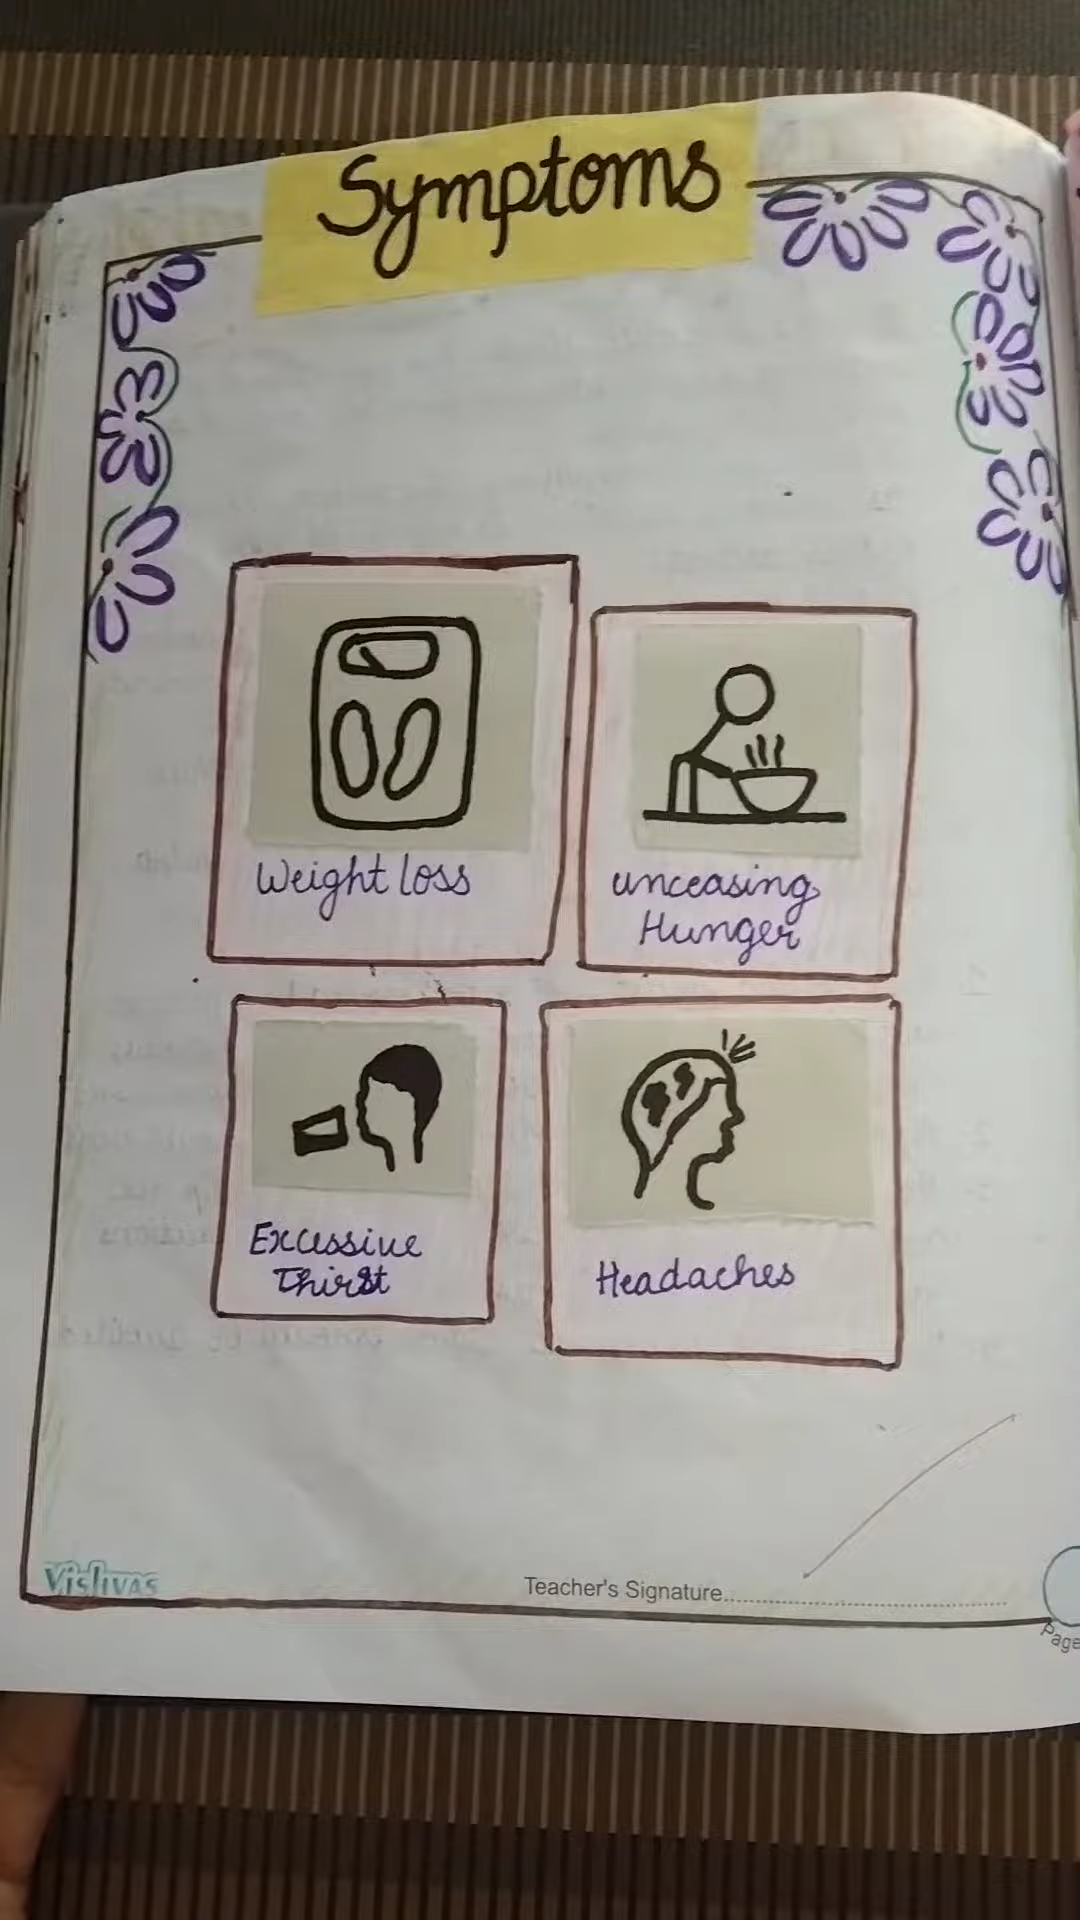 Symptoms
Weight loss
unceasing
Hunger
Excessive
Thirst
Headaches
Vishvas
Teacher's Signature
Page